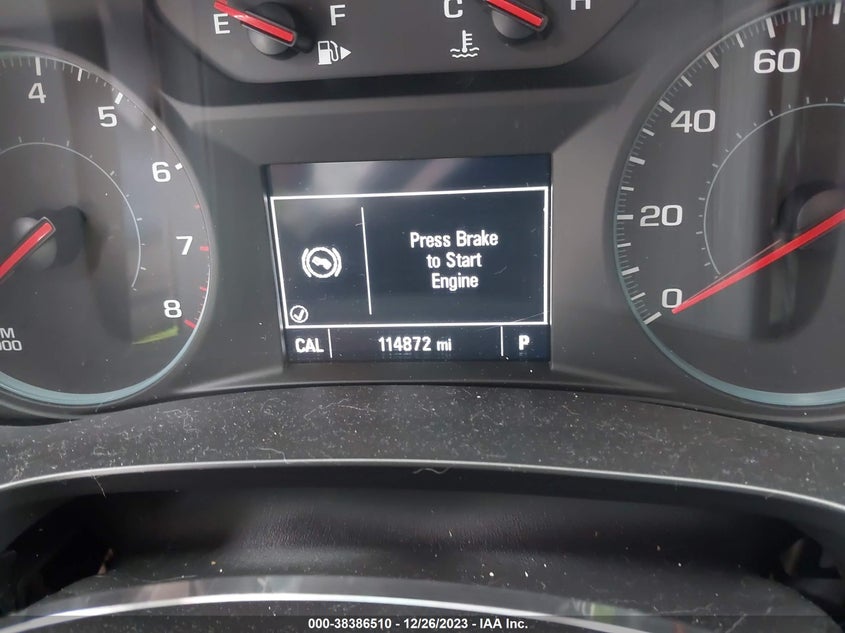 E F C H
4 5 6 7 8
Press Brake
to Start
Engine
CAL 114872 mi P
0 20 40 60
000-38386510 - 12/26/2023 - IAA Inc.